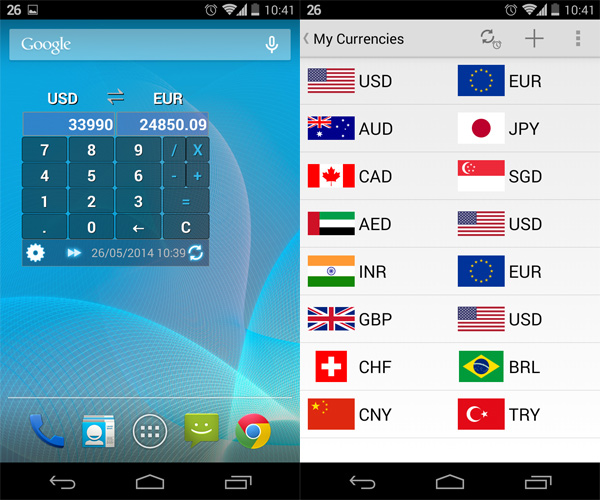 26 10:41
Google
USD EUR
33990 24850.09
7 8 9 / X
4 5 6 - +
1 2 3 =
. 0 ← C
26/05/2014 10:39
26 10:41
My Currencies
USD EUR
AUD JPY
CAD SGD
AED USD
INR EUR
GBP USD
CHF BRL
CNY TRY